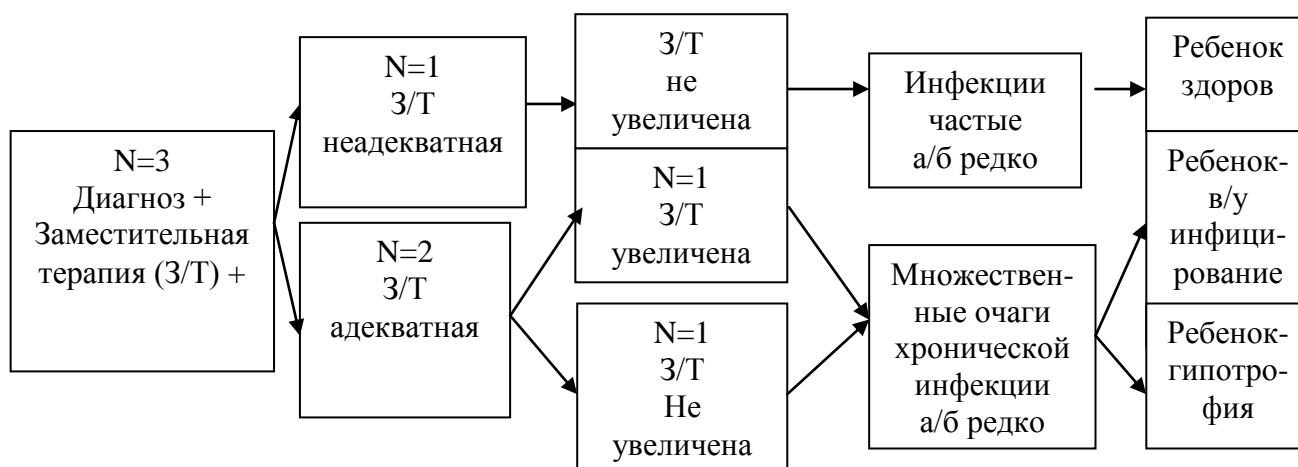 N=3
Диагноз +
Заместительная
терапия (З/Т) +
N=1
З/Т
неадекватная
N=2
З/Т
адекватная
З/Т
не
увеличена
N=1
З/Т
увеличена
N=1
З/Т
Не
увеличена
Инфекции
частые
а/б редко
Множествен-
ные очаги
хронической
инфекции
а/б редко
Ребенок
здоров
Ребенок-
в/у
инфици-
рование
Ребенок-
гипотро-
фия